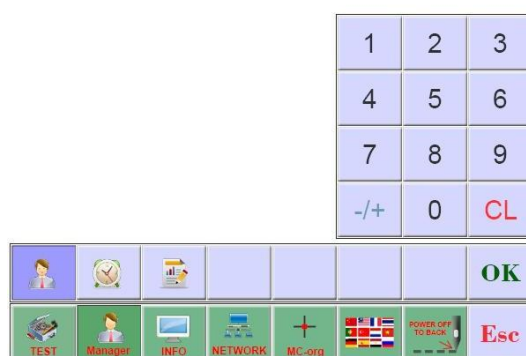 1 2 3
4 5 6
7 8 9
-/+ 0 CL
OK
POWER OFF
TO BACK
TEST Manager INFO NETWORK MC-org Esc